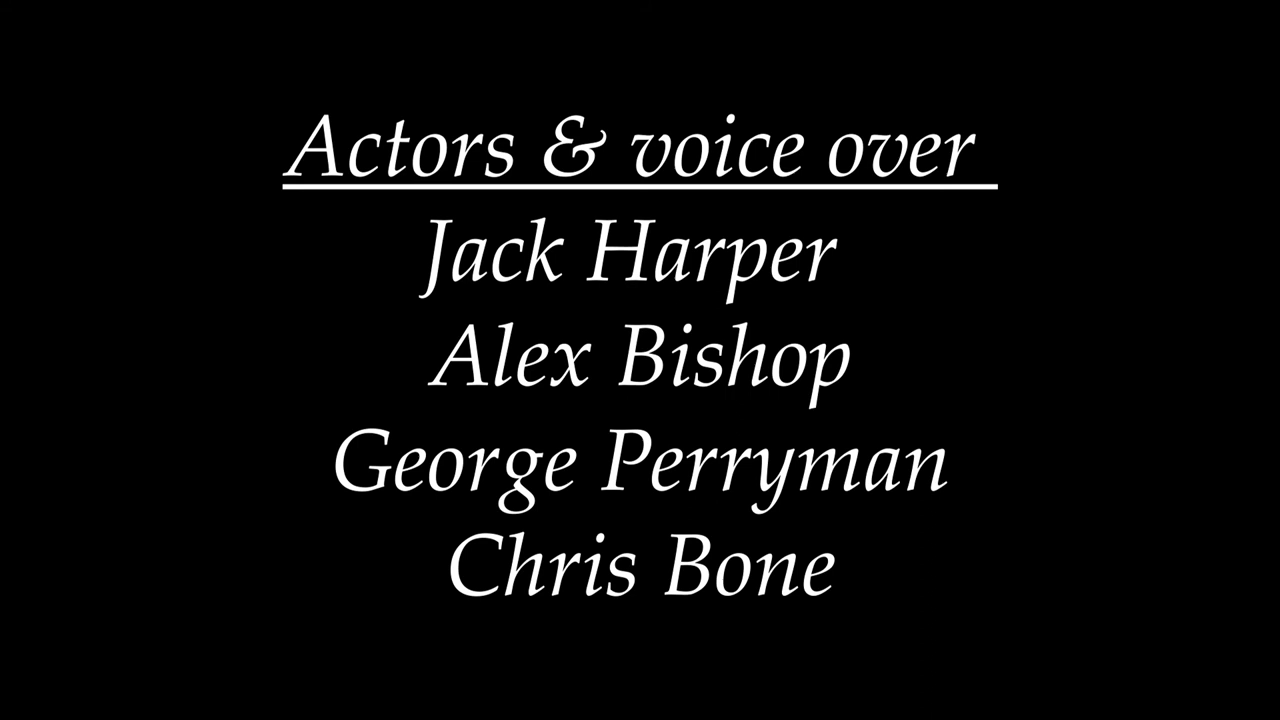 Actors & voice over
Jack Harper
Alex Bishop
George Perryman
Chris Bone